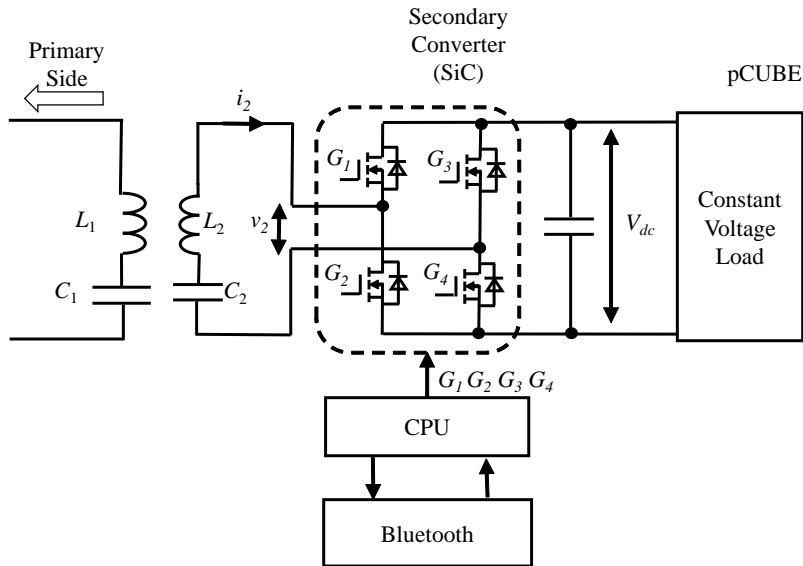 Secondary
Converter
(SiC)
Primary
Side
pCUBE
i2
G1
G3
L1
L2
v2
Vdc
Constant
Voltage
Load
G2
G4
C1
C2
G1 G2 G3 G4
CPU
Bluetooth